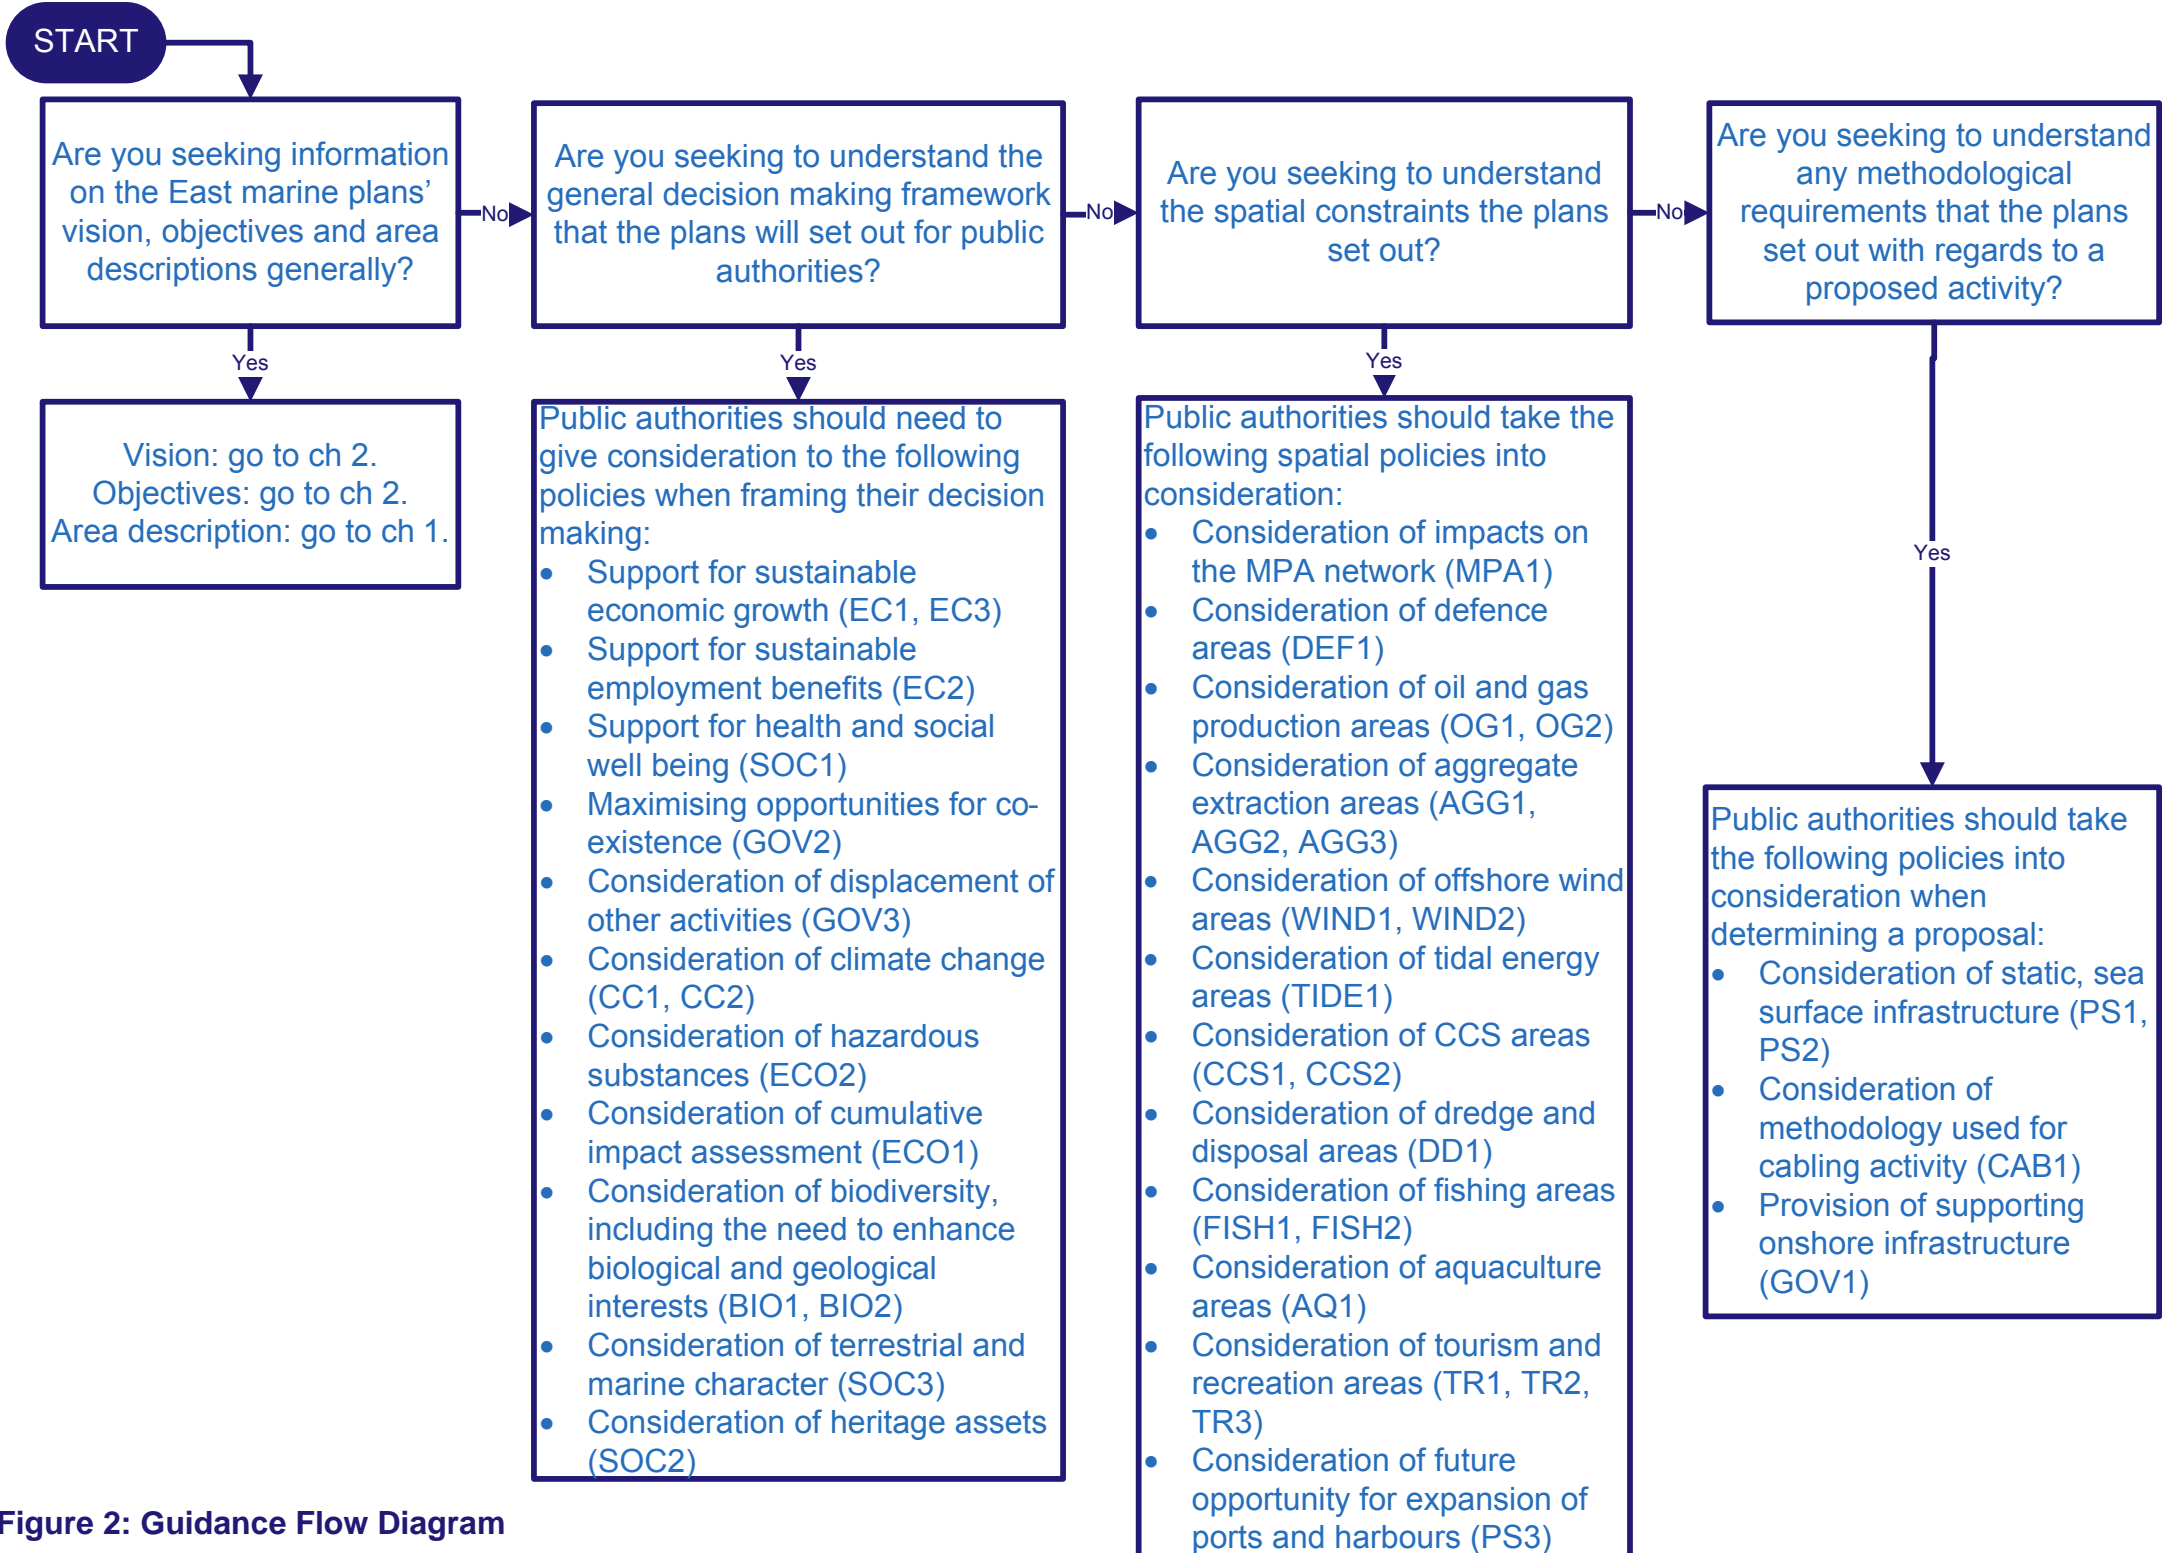 START
Are you seeking information
on the East marine plans’
vision, objectives and area
descriptions generally?
No
Are you seeking to understand the
general decision making framework
that the plans will set out for public
authorities?
No
Are you seeking to understand
the spatial constraints the plans
set out?
No
Are you seeking to understand
any methodological
requirements that the plans
set out with regards to a
proposed activity?
Yes
Yes
Yes
Yes
Vision: go to ch 2.
Objectives: go to ch 2.
Area description: go to ch 1.
Public authorities should need to
give consideration to the following
policies when framing their decision
making:
• Support for sustainable
economic growth (EC1, EC3)
• Support for sustainable
employment benefits (EC2)
• Support for health and social
well being (SOC1)
• Maximising opportunities for co-
existence (GOV2)
• Consideration of displacement of
other activities (GOV3)
• Consideration of climate change
(CC1, CC2)
• Consideration of hazardous
substances (ECO2)
• Consideration of cumulative
impact assessment (ECO1)
• Consideration of biodiversity,
including the need to enhance
biological and geological
interests (BIO1, BIO2)
• Consideration of terrestrial and
marine character (SOC3)
• Consideration of heritage assets
(SOC2)
Public authorities should take the
following spatial policies into
consideration:
• Consideration of impacts on
the MPA network (MPA1)
• Consideration of defence
areas (DEF1)
• Consideration of oil and gas
production areas (OG1, OG2)
• Consideration of aggregate
extraction areas (AGG1,
AGG2, AGG3)
• Consideration of offshore wind
areas (WIND1, WIND2)
• Consideration of tidal energy
areas (TIDE1)
• Consideration of CCS areas
(CCS1, CCS2)
• Consideration of dredge and
disposal areas (DD1)
• Consideration of fishing areas
(FISH1, FISH2)
• Consideration of aquaculture
areas (AQ1)
• Consideration of tourism and
recreation areas (TR1, TR2,
TR3)
• Consideration of future
opportunity for expansion of
ports and harbours (PS3)
Public authorities should take
the following policies into
consideration when
determining a proposal:
• Consideration of static, sea
surface infrastructure (PS1,
PS2)
• Consideration of
methodology used for
cabling activity (CAB1)
• Provision of supporting
onshore infrastructure
(GOV1)
Figure 2: Guidance Flow Diagram